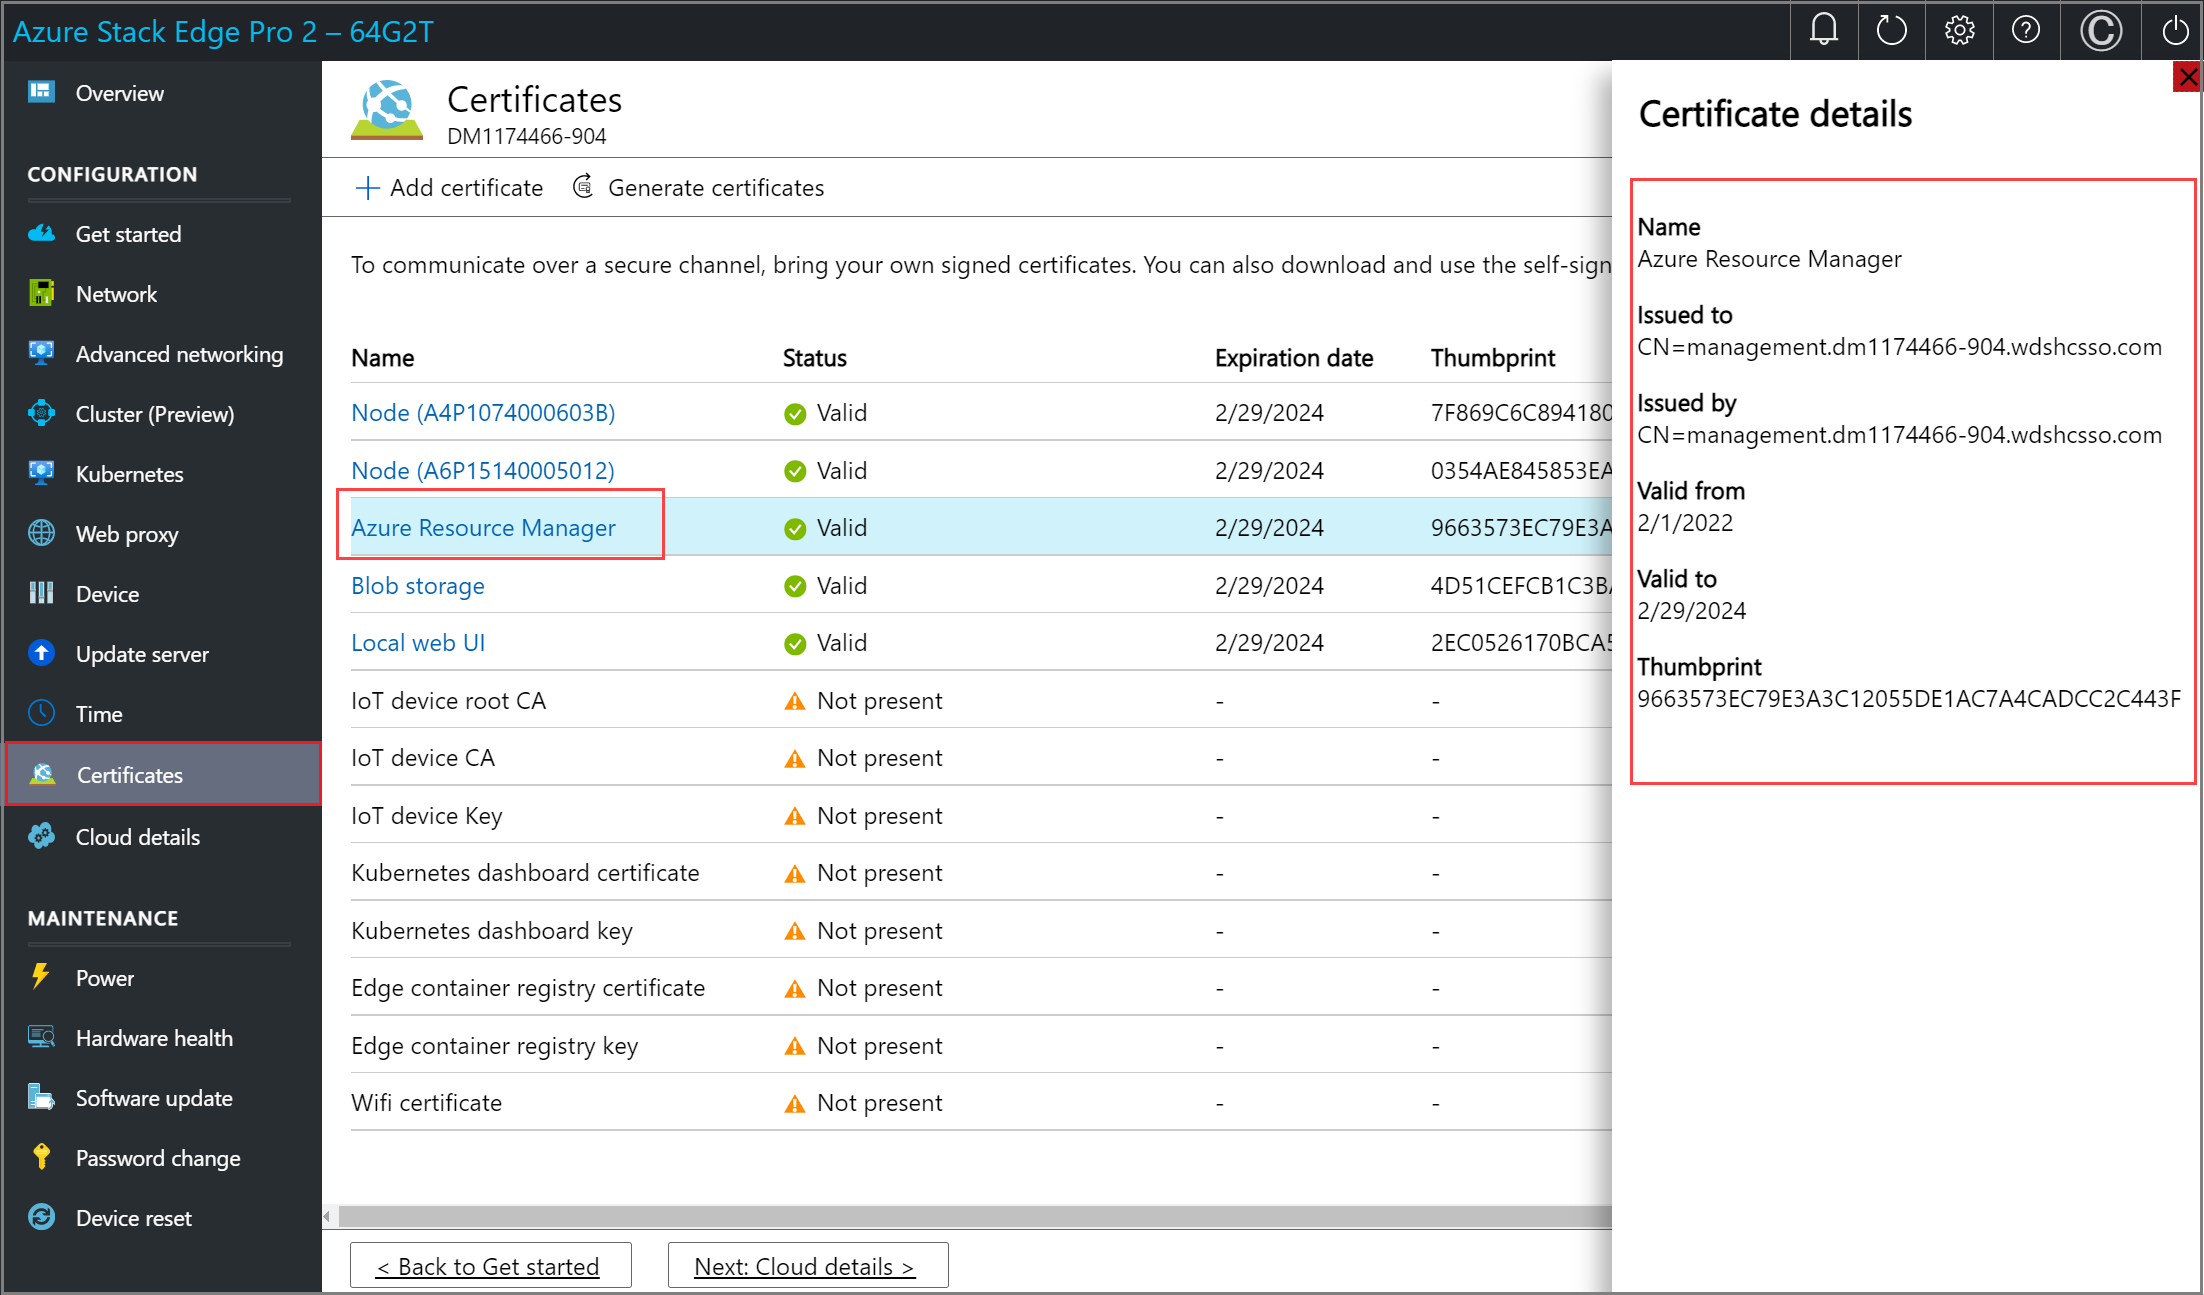 Azure Stack Edge Pro 2 – 64G2T
Overview
CONFIGURATION
Get started
Network
Advanced networking
Cluster (Preview)
Kubernetes
Web proxy
Device
Update server
Time
Certificates
Cloud details
MAINTENANCE
Power
Hardware health
Software update
Password change
Device reset
Certificates
DM1174466-904
Add certificate Generate certificates
To communicate over a secure channel, bring your own signed certificates. You can also download and use the self-sign
Name Status Expiration date Thumbprint
Node (A4P1074000603B) Valid 2/29/2024 7F869C6C894180
Node (A6P15140005012) Valid 2/29/2024 0354AE845853EA
Azure Resource Manager Valid 2/29/2024 9663573EC79E3A
Blob storage Valid 2/29/2024 4D51CEFCB1C3BA
Local web UI Valid 2/29/2024 2EC0526170BCA5
IoT device root CA Not present - -
IoT device CA Not present - -
IoT device Key Not present - -
Kubernetes dashboard certificate Not present - -
Kubernetes dashboard key Not present - -
Edge container registry certificate Not present - -
Edge container registry key Not present - -
Wifi certificate Not present - -
< Back to Get started Next: Cloud details >
Certificate details
Name
Azure Resource Manager
Issued to
CN=management.dm1174466-904.wdshcsso.com
Issued by
CN=management.dm1174466-904.wdshcsso.com
Valid from
2/1/2022
Valid to
2/29/2024
Thumbprint
9663573EC79E3A3C12055DE1AC7A4CADCC2C443F